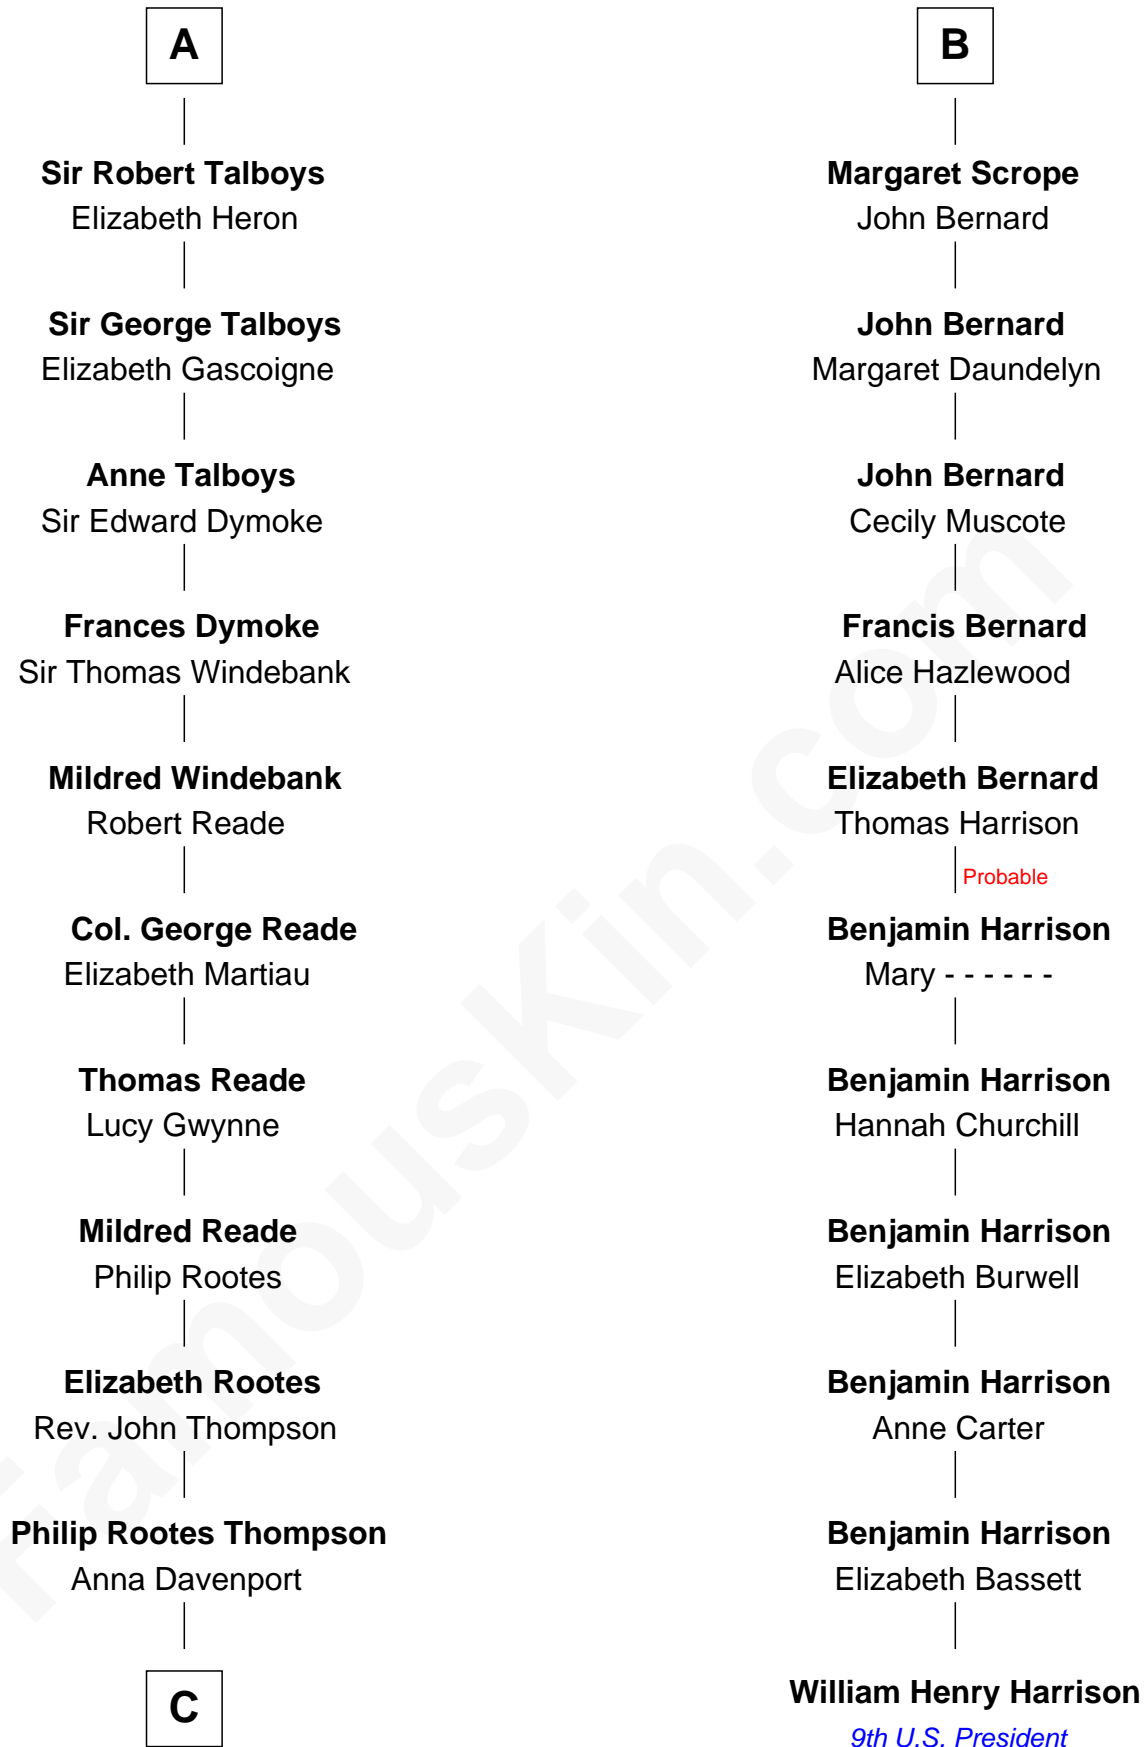 A
Sir Robert Talboys
Elizabeth Heron
Sir George Talboys
Elizabeth Gascoigne
Anne Talboys
Sir Edward Dymoke
Frances Dymoke
Sir Thomas Windebank
Mildred Windebank
Robert Reade
Col. George Reade
Elizabeth Martiau
Thomas Reade
Lucy Gwynne
Mildred Reade
Philip Rootes
Elizabeth Rootes
Rev. John Thompson
Philip Rootes Thompson
Anna Davenport
C
B
Margaret Scrope
John Bernard
John Bernard
Margaret Daundelyn
John Bernard
Cecily Muscote
Francis Bernard
Alice Hazlewood
Elizabeth Bernard
Thomas Harrison
Probable
Benjamin Harrison
Mary - - - - - -
Benjamin Harrison
Hannah Churchill
Benjamin Harrison
Elizabeth Burwell
Benjamin Harrison
Anne Carter
Benjamin Harrison
Elizabeth Bassett
William Henry Harrison
9th U.S. President
FamousKin.com